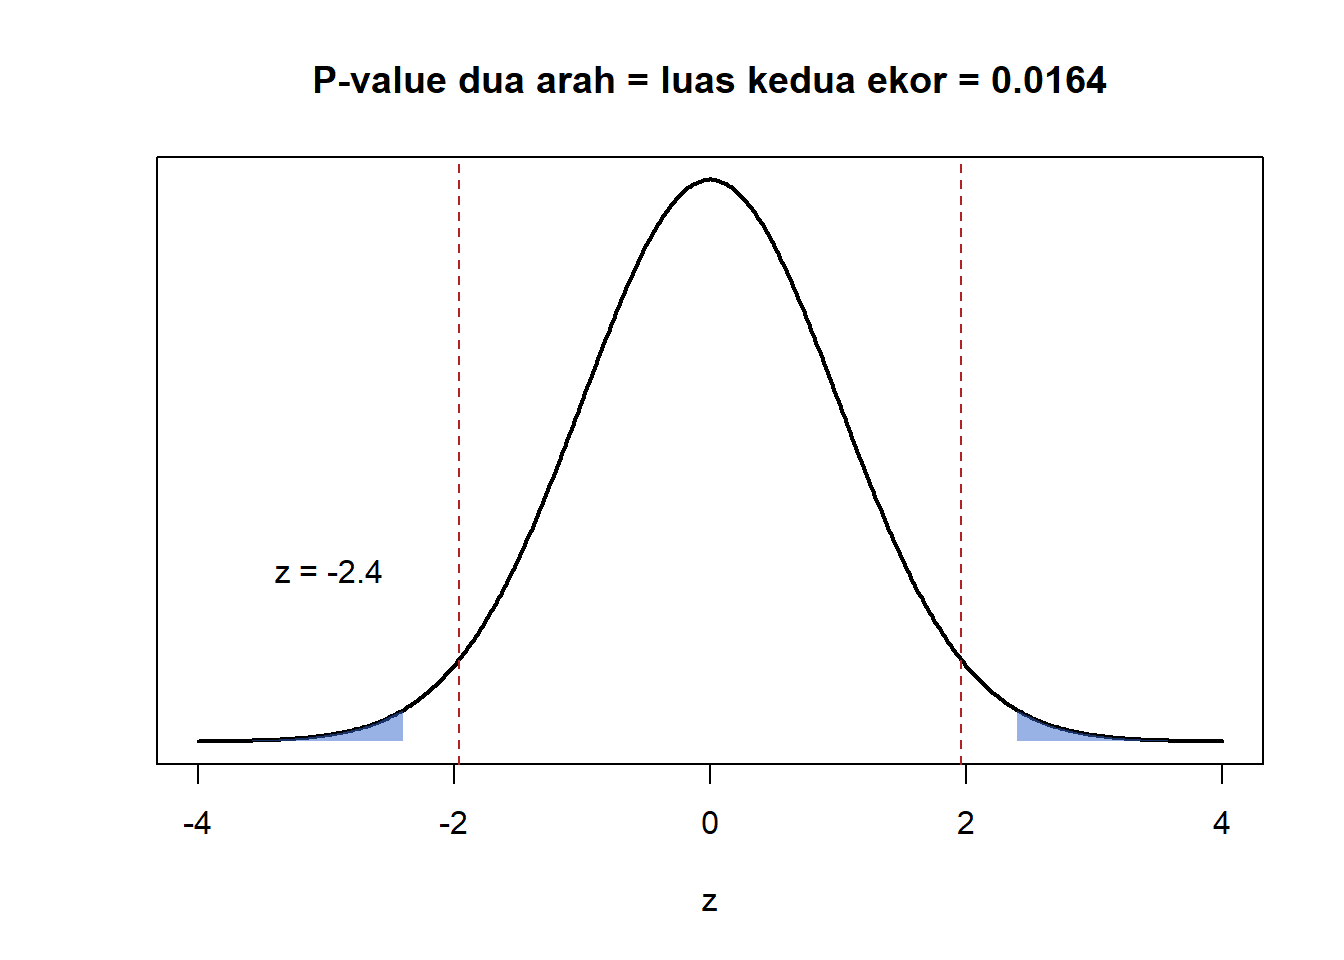 P-value dua arah = luas kedua ekor = 0.0164
z = -2.4
-4 -2 0 2 4
z